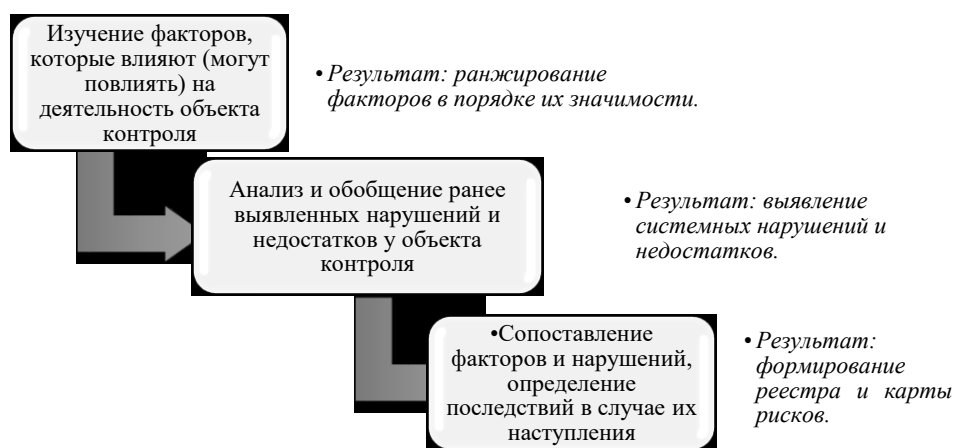 Изучение факторов,
которые влияют (могут
повлиять) на
деятельность объекта
контроля
• Результат: ранжирование
факторов в порядке их значимости.
Анализ и обобщение ранее
выявленных нарушений и
недостатков у объекта
контроля
• Результат: выявление
системных нарушений и
недостатков.
•Сопоставление
факторов и нарушений,
определение
последствий в случае их
наступления
• Результат:
формирование
реестра и карты
рисков.